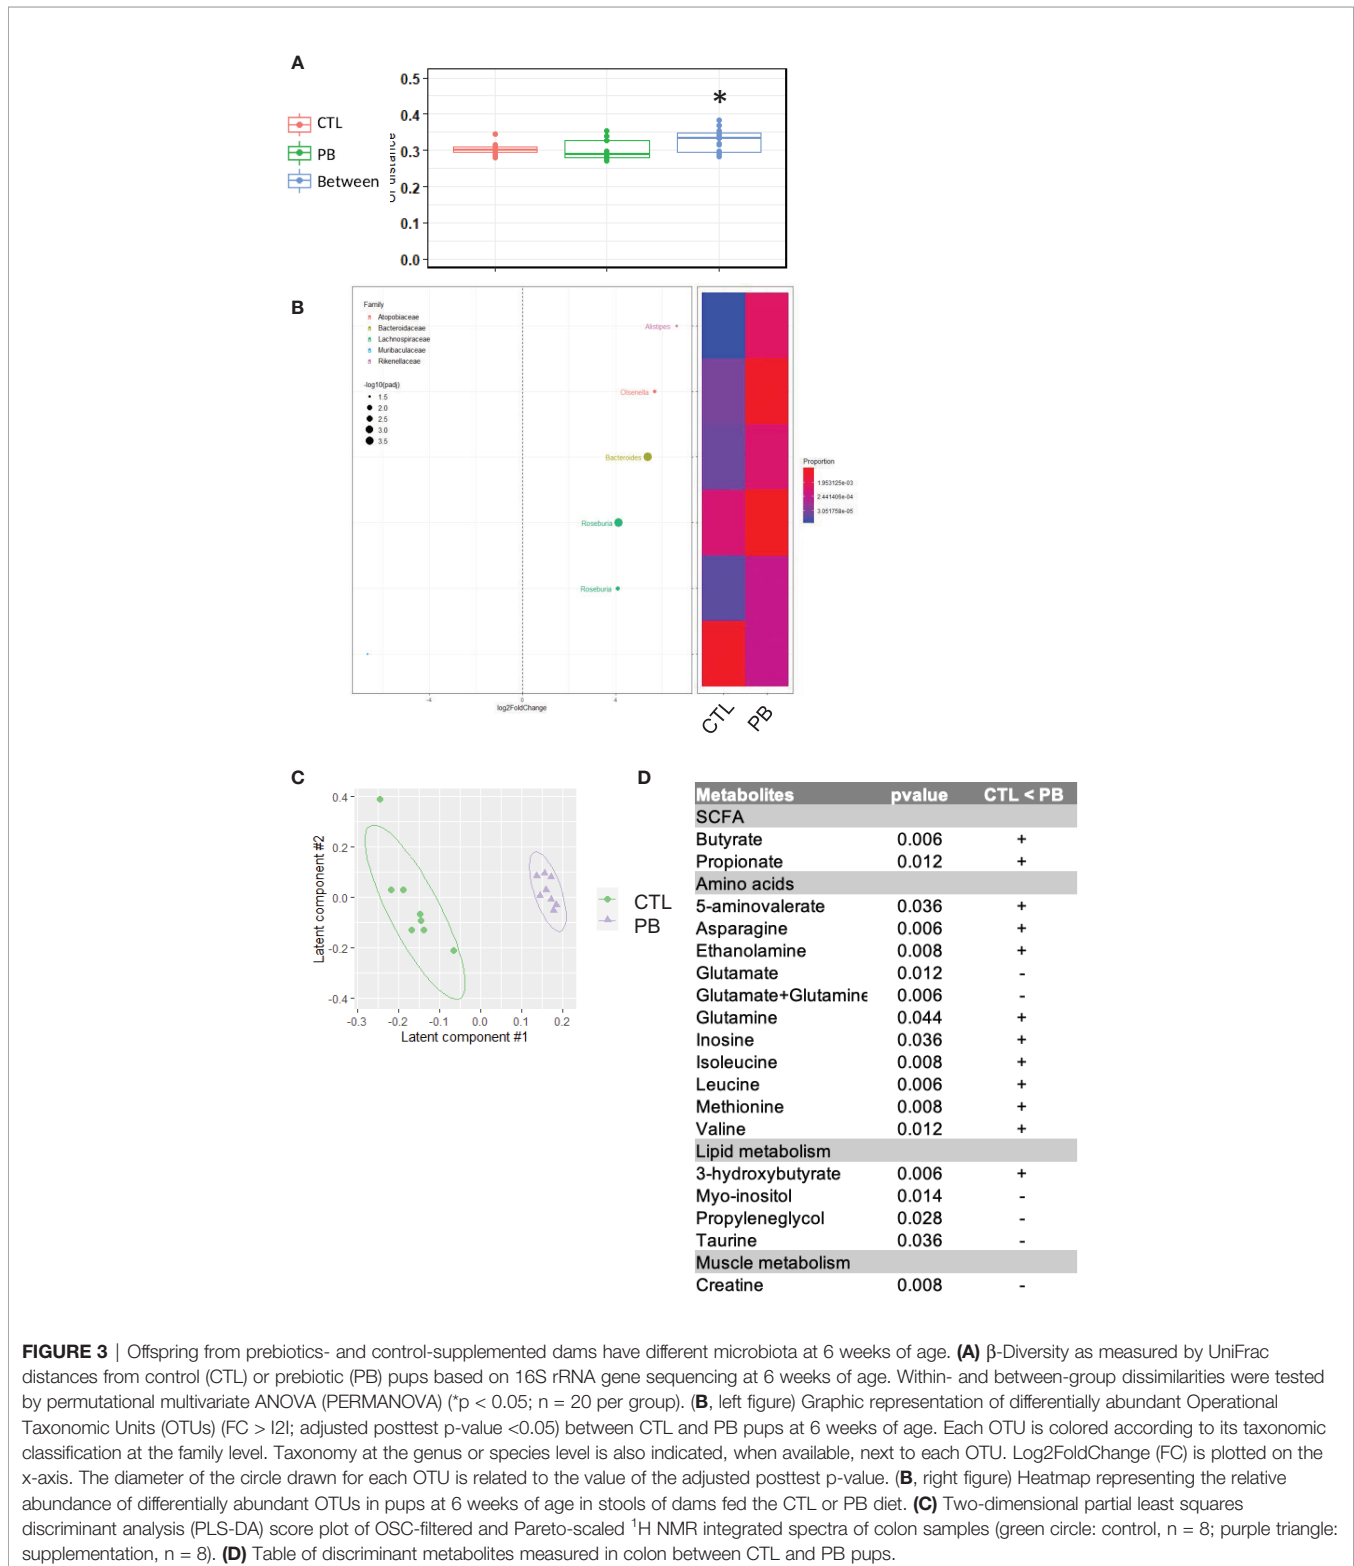 A
0.5
0.4
0.3
0.2
0.1
0.0
*
CTL
PB
Between
B
Family
Atopobiaceae
Bacteroidaceae
Lachnospiraceae
Muribaculaceae
Rikenellaceae
-log10(padj)
1.5
2.0
2.5
3.0
3.5
Alistipes
Olsenella
Bacteroides
Roseburia
Roseburia
-4 0 4
log2FoldChange
CTL PB
Proportion
1.953125e-03
2.441406e-04
3.051758e-05
C
0.4
0.2
0.0
-0.2
-0.4
Latent component #2
-0.3 -0.2 -0.1 0.0 0.1 0.2
Latent component #1
CTL
PB
D
Metabolites pvalue CTL < PB
SCFA
Butyrate 0.006 +
Propionate 0.012 +
Amino acids
5-aminovalerate 0.036 +
Asparagine 0.006 +
Ethanolamine 0.008 +
Glutamate 0.012 -
Glutamate+Glutamine 0.006 -
Glutamine 0.044 +
Inosine 0.036 +
Isoleucine 0.008 +
Leucine 0.006 +
Methionine 0.008 +
Valine 0.012 +
Lipid metabolism
3-hydroxybutyrate 0.006 +
Myo-inositol 0.014 -
Propyleneglycol 0.028 -
Taurine 0.036 -
Muscle metabolism
Creatine 0.008 -
FIGURE 3 | Offspring from prebiotics- and control-supplemented dams have different microbiota at 6 weeks of age. (A) β-Diversity as measured by UniFrac
distances from control (CTL) or prebiotic (PB) pups based on 16S rRNA gene sequencing at 6 weeks of age. Within- and between-group dissimilarities were tested
by permutational multivariate ANOVA (PERMANOVA) (*p < 0.05; n = 20 per group). (B, left figure) Graphic representation of differentially abundant Operational
Taxonomic Units (OTUs) (FC > I2I; adjusted posttest p-value <0.05) between CTL and PB pups at 6 weeks of age. Each OTU is colored according to its taxonomic
classification at the family level. Taxonomy at the genus or species level is also indicated, when available, next to each OTU. Log2FoldChange (FC) is plotted on the
x-axis. The diameter of the circle drawn for each OTU is related to the value of the adjusted posttest p-value. (B, right figure) Heatmap representing the relative
abundance of differentially abundant OTUs in pups at 6 weeks of age in stools of dams fed the CTL or PB diet. (C) Two-dimensional partial least squares
discriminant analysis (PLS-DA) score plot of OSC-filtered and Pareto-scaled ¹H NMR integrated spectra of colon samples (green circle: control, n = 8; purple triangle:
supplementation, n = 8). (D) Table of discriminant metabolites measured in colon between CTL and PB pups.